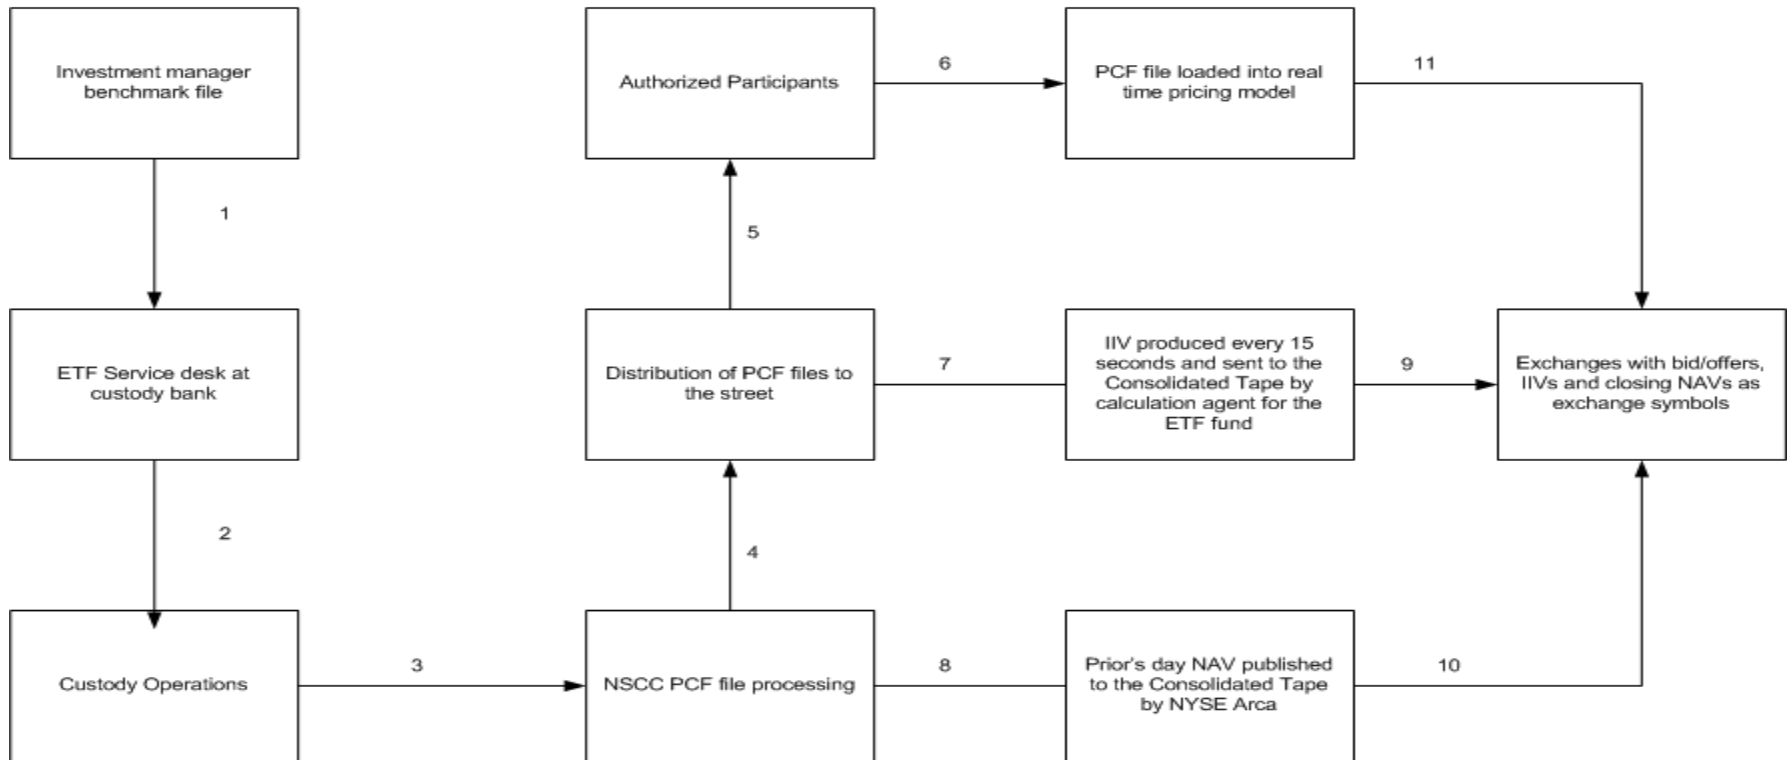 Investment manager
benchmark file
Authorized Participants
6
PCF file loaded into real
time pricing model
11
1
5
ETF Service desk at
custody bank
Distribution of PCF files to
the street
7
IIV produced every 15
seconds and sent to the
Consolidated Tape by
calculation agent for the
ETF fund
9
Exchanges with bid/offers,
IIVs and closing NAVs as
exchange symbols
2
4
Custody Operations
3
NSCC PCF file processing
8
Prior's day NAV published
to the Consolidated Tape
by NYSE Arca
10